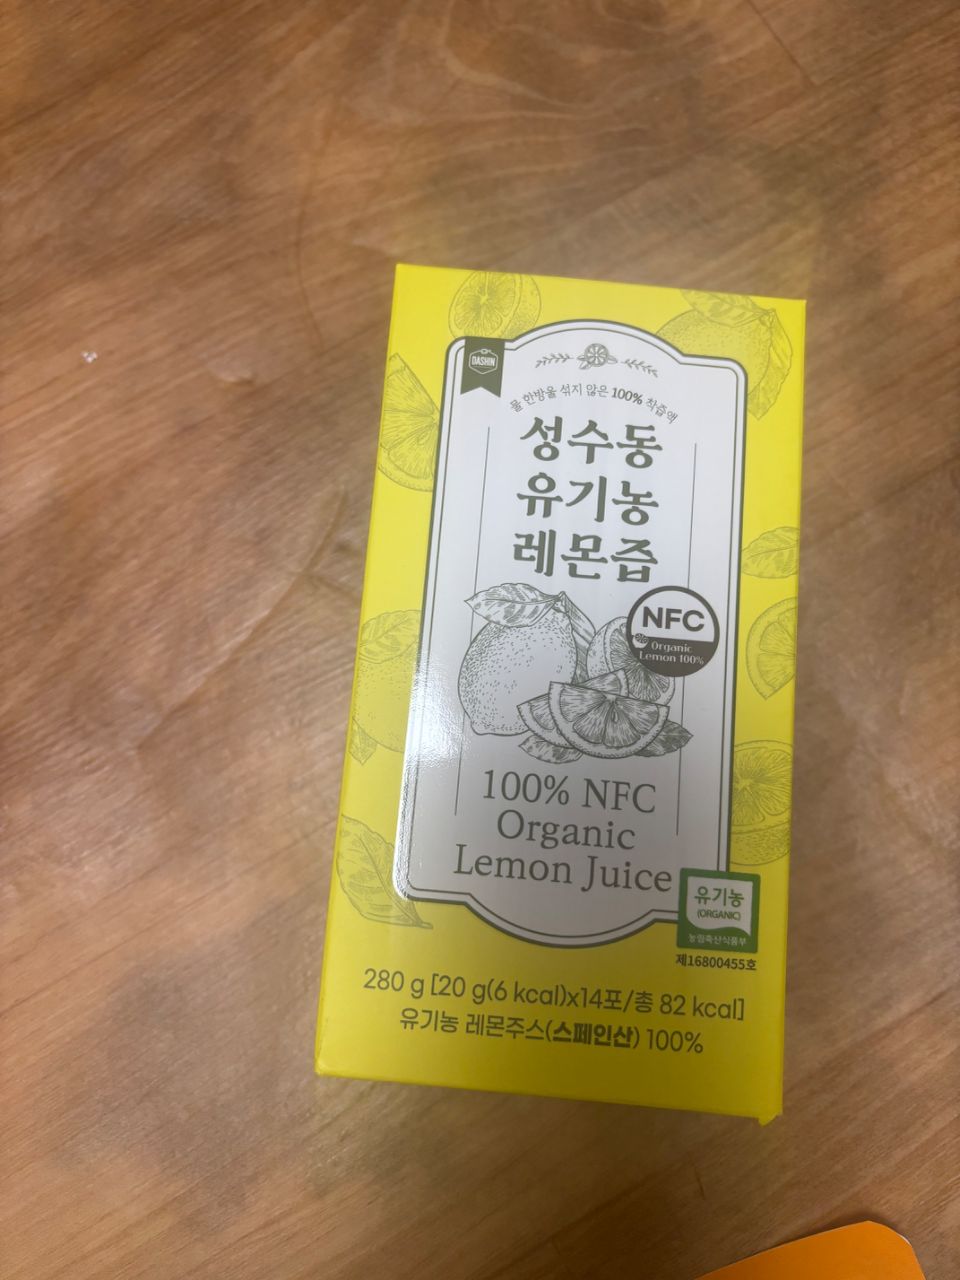 DASHIN
물 한방울 섞지 않은 100% 착즙액
성수동
유기농
레몬즙
NFC
Organic
Lemon 100%
100% NFC
Organic
Lemon Juice
유기농
(ORGANIC)
농림축산식품부
제16800455호
280 g [20 g(6 kcal)x14포/총 82 kcal]
유기농 레몬주스(스페인산) 100%